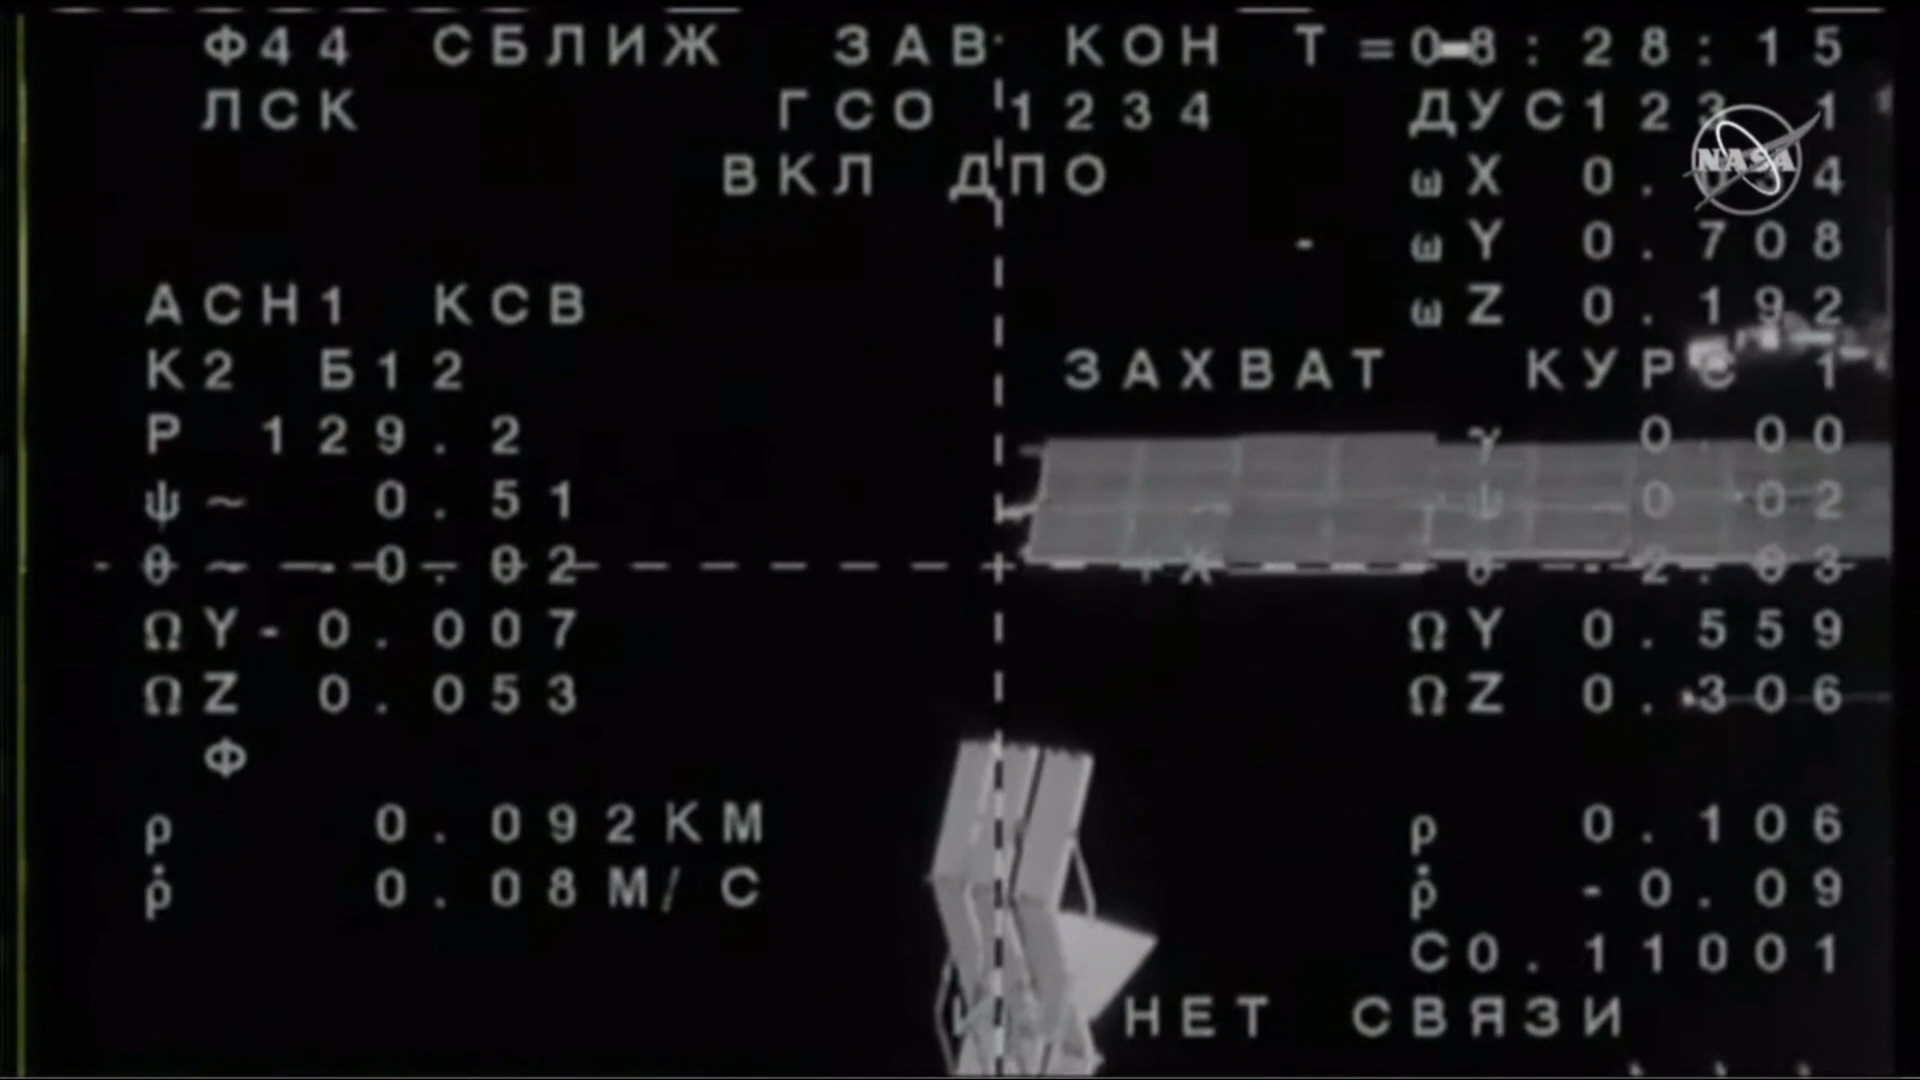 Ф44 СБЛИЖ ЗАВ КОН Т=08:28:15
ЛСК ГСО 1234 ДУС123 1
ВКЛ ДПО ωX 0. 4
- ωY 0.708
ωZ 0.192
АСН1 КСВ
К2 Б12 ЗАХВАТ КУРС 1
Р 129.2 γ 0.00
ψ~ 0.51 ψ 0.02
θ ~ 0.02
ΩY-0.007 ΩY 0.559
ΩZ 0.053 ΩZ 0.306
Ф
ρ 0.092КМ ρ 0.106
ρ̇ 0.08М/С ρ̇ -0.09
С0.11001
НЕТ СВЯЗИ
NASA